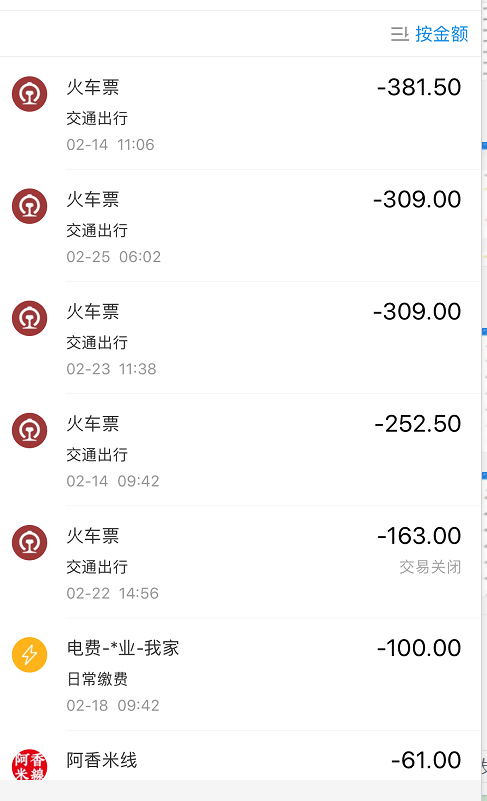 按金额
火车票 -381.50
交通出行
02-14 11:06
火车票 -309.00
交通出行
02-25 06:02
火车票 -309.00
交通出行
02-23 11:38
火车票 -252.50
交通出行
02-14 09:42
火车票 -163.00
交通出行 交易关闭
02-22 14:56
电费-*业-我家 -100.00
日常缴费
02-18 09:42
阿香
米線
阿香米线 -61.00